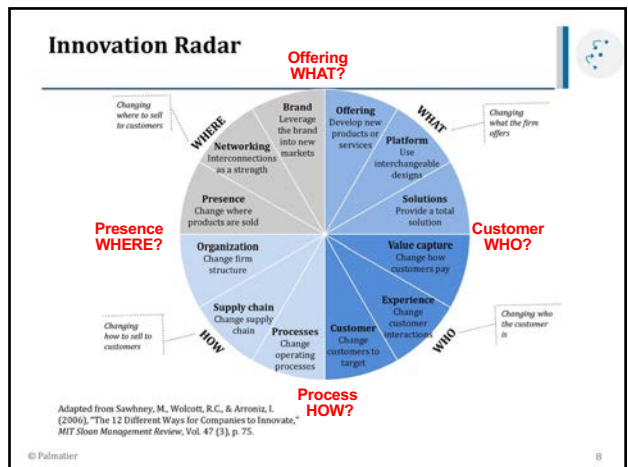 Innovation Radar
Offering
WHAT?
Changing
where to sell
to customers
WHERE
Brand
Leverage
the brand
into new
markets
Offering
Develop new
products or
services
WHAT
Changing
what the firm
offers
Networking
Interconnections
as a strength
Platform
Use
interchangeable
designs
Presence
Change where
products are sold
Solutions
Provide a total
solution
Presence
WHERE?
Customer
WHO?
Organization
Change firm
structure
Value capture
Change how
customers pay
Supply chain
Change supply
chain
Experience
Change
customer
interactions
Changing
how to sell to
customers
HOW
Processes
Change
operating
processes
Customer
Change
customers to
target
WHO
Changing who
the customer
is
Process
HOW?
Adapted from Sawhney, M., Wolcott, R.C., & Arroniz, I.
(2006), "The 12 Different Ways for Companies to Innovate,"
MIT Sloan Management Review, Vol. 47 (3), p. 75.
© Palmatier
8